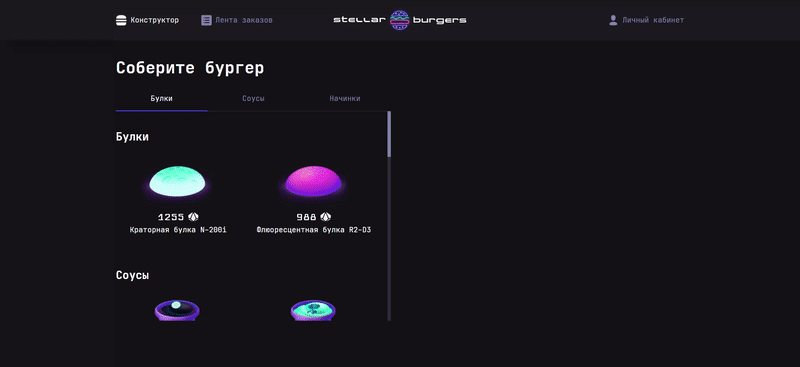 Конструктор
Лента заказов
stellar burgers
Личный кабинет
Соберите бургер
Булки
Соусы
Начинки
Булки
1255
988
Краторная булка N-200i
Флюоресцентная булка R2-D3
Соусы